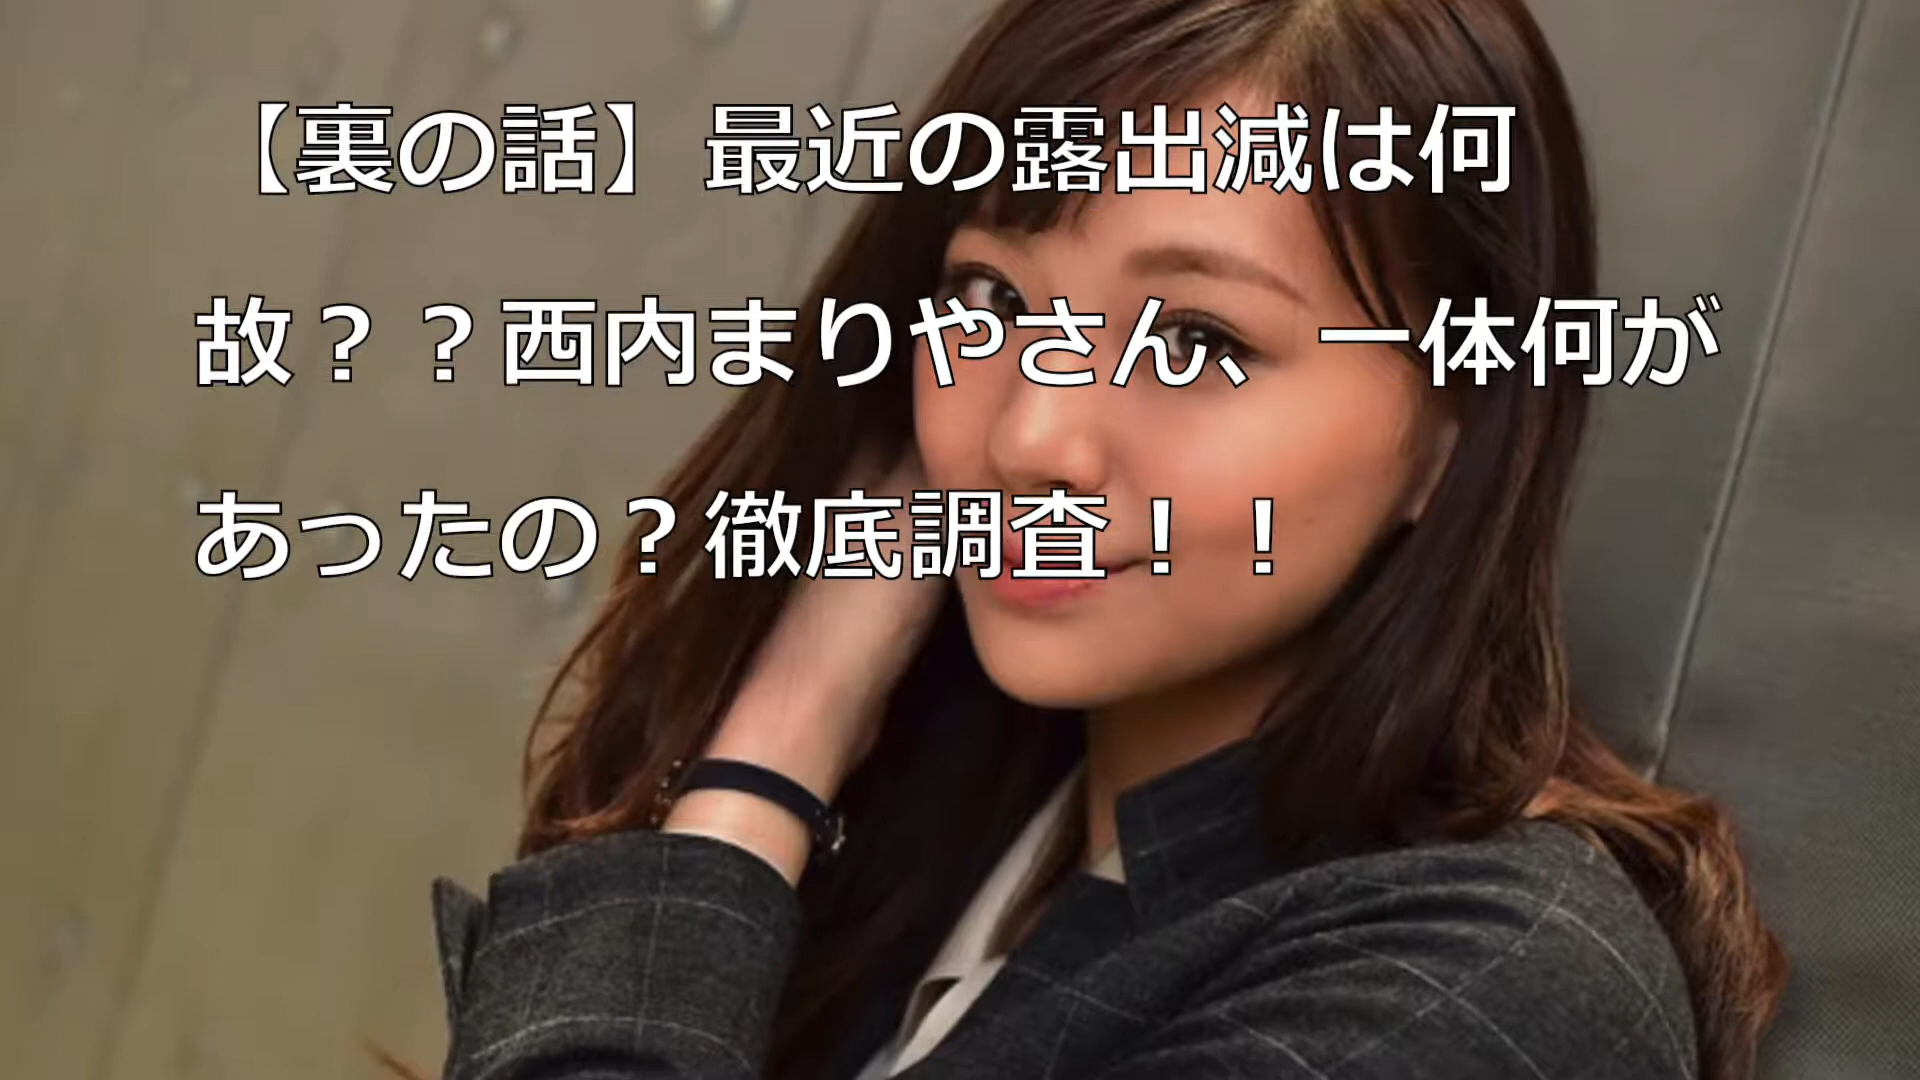 【裏の話】最近の露出減は何
故？？西内まりやさん、一体何が
あったの？徹底調査！！